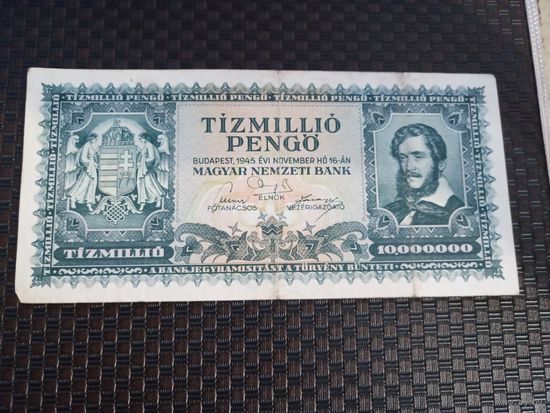 TÍZMILLIÓ PENGŐ · TÍZMILLIÓ PENGŐ · TÍZMILLIÓ PENGŐ · TÍZMILLIÓ PENGŐ
TÍZMILLIÓ
PENGŐ
BUDAPEST, 1945. ÉVI NOVEMBER HÓ 16-ÁN
MAGYAR NEMZETI BANK
ELNÖK
FŐTANÁCSOS
VEZÉRIGAZGATÓ
TÍZMILLIÓ
10000000
A BANKJEGYHAMISÍTÁST A TÖRVÉNY BÜNTETI